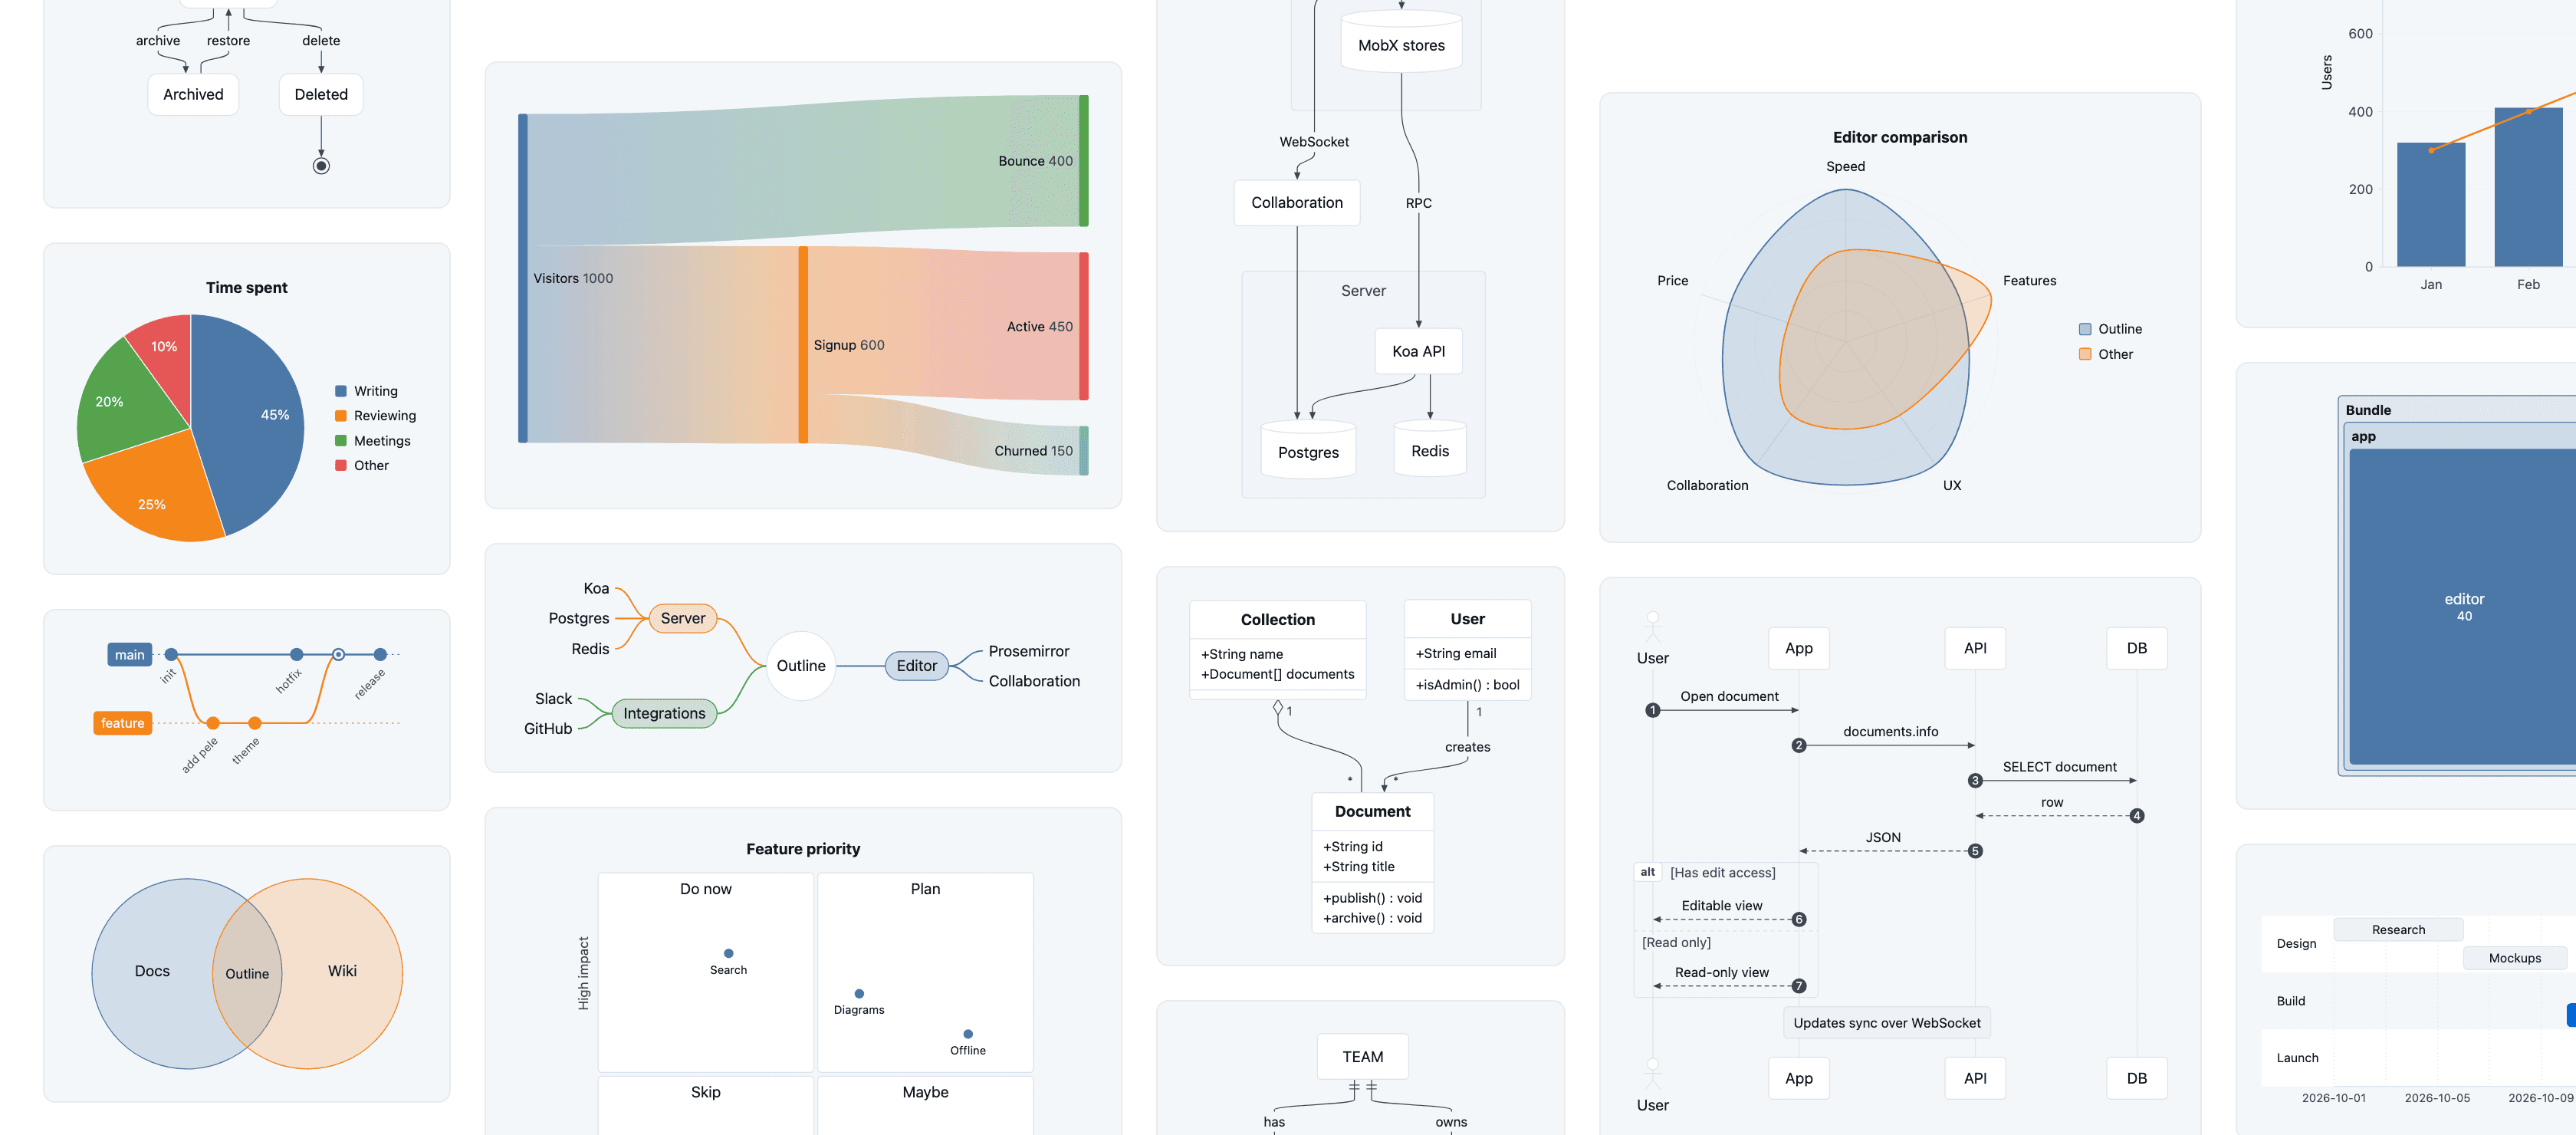 archive
restore
delete
Archived
Deleted
Time spent
10%
20%
45%
25%
Writing
Reviewing
Meetings
Other
main
feature
init
hotfix
release
add pele
theme
Docs
Outline
Wiki
Bounce 400
Visitors 1000
Active 450
Signup 600
Churned 150
Koa
Postgres
Redis
Server
Slack
GitHub
Integrations
Outline
Editor
Prosemirror
Collaboration
Feature priority
Do now
Plan
High impact
Search
Diagrams
Offline
Skip
Maybe
MobX stores
WebSocket
Collaboration
RPC
Server
Koa API
Postgres
Redis
Collection
+String name
+Document[] documents
User
+String email
+isAdmin() : bool
1
1
creates
*
*
Document
+String id
+String title
+publish() : void
+archive() : void
TEAM
has
owns
Editor comparison
Speed
Price
Features
Collaboration
UX
Outline
Other
User
App
API
DB
1
Open document
2
documents.info
3
SELECT document
row
4
JSON
5
alt
[Has edit access]
Editable view
6
[Read only]
Read-only view
7
Updates sync over WebSocket
User
App
API
DB
Users
600
400
200
0
Jan
Feb
Bundle
app
editor
40
Design
Research
Mockups
Build
Launch
2026-10-01
2026-10-05
2026-10-09